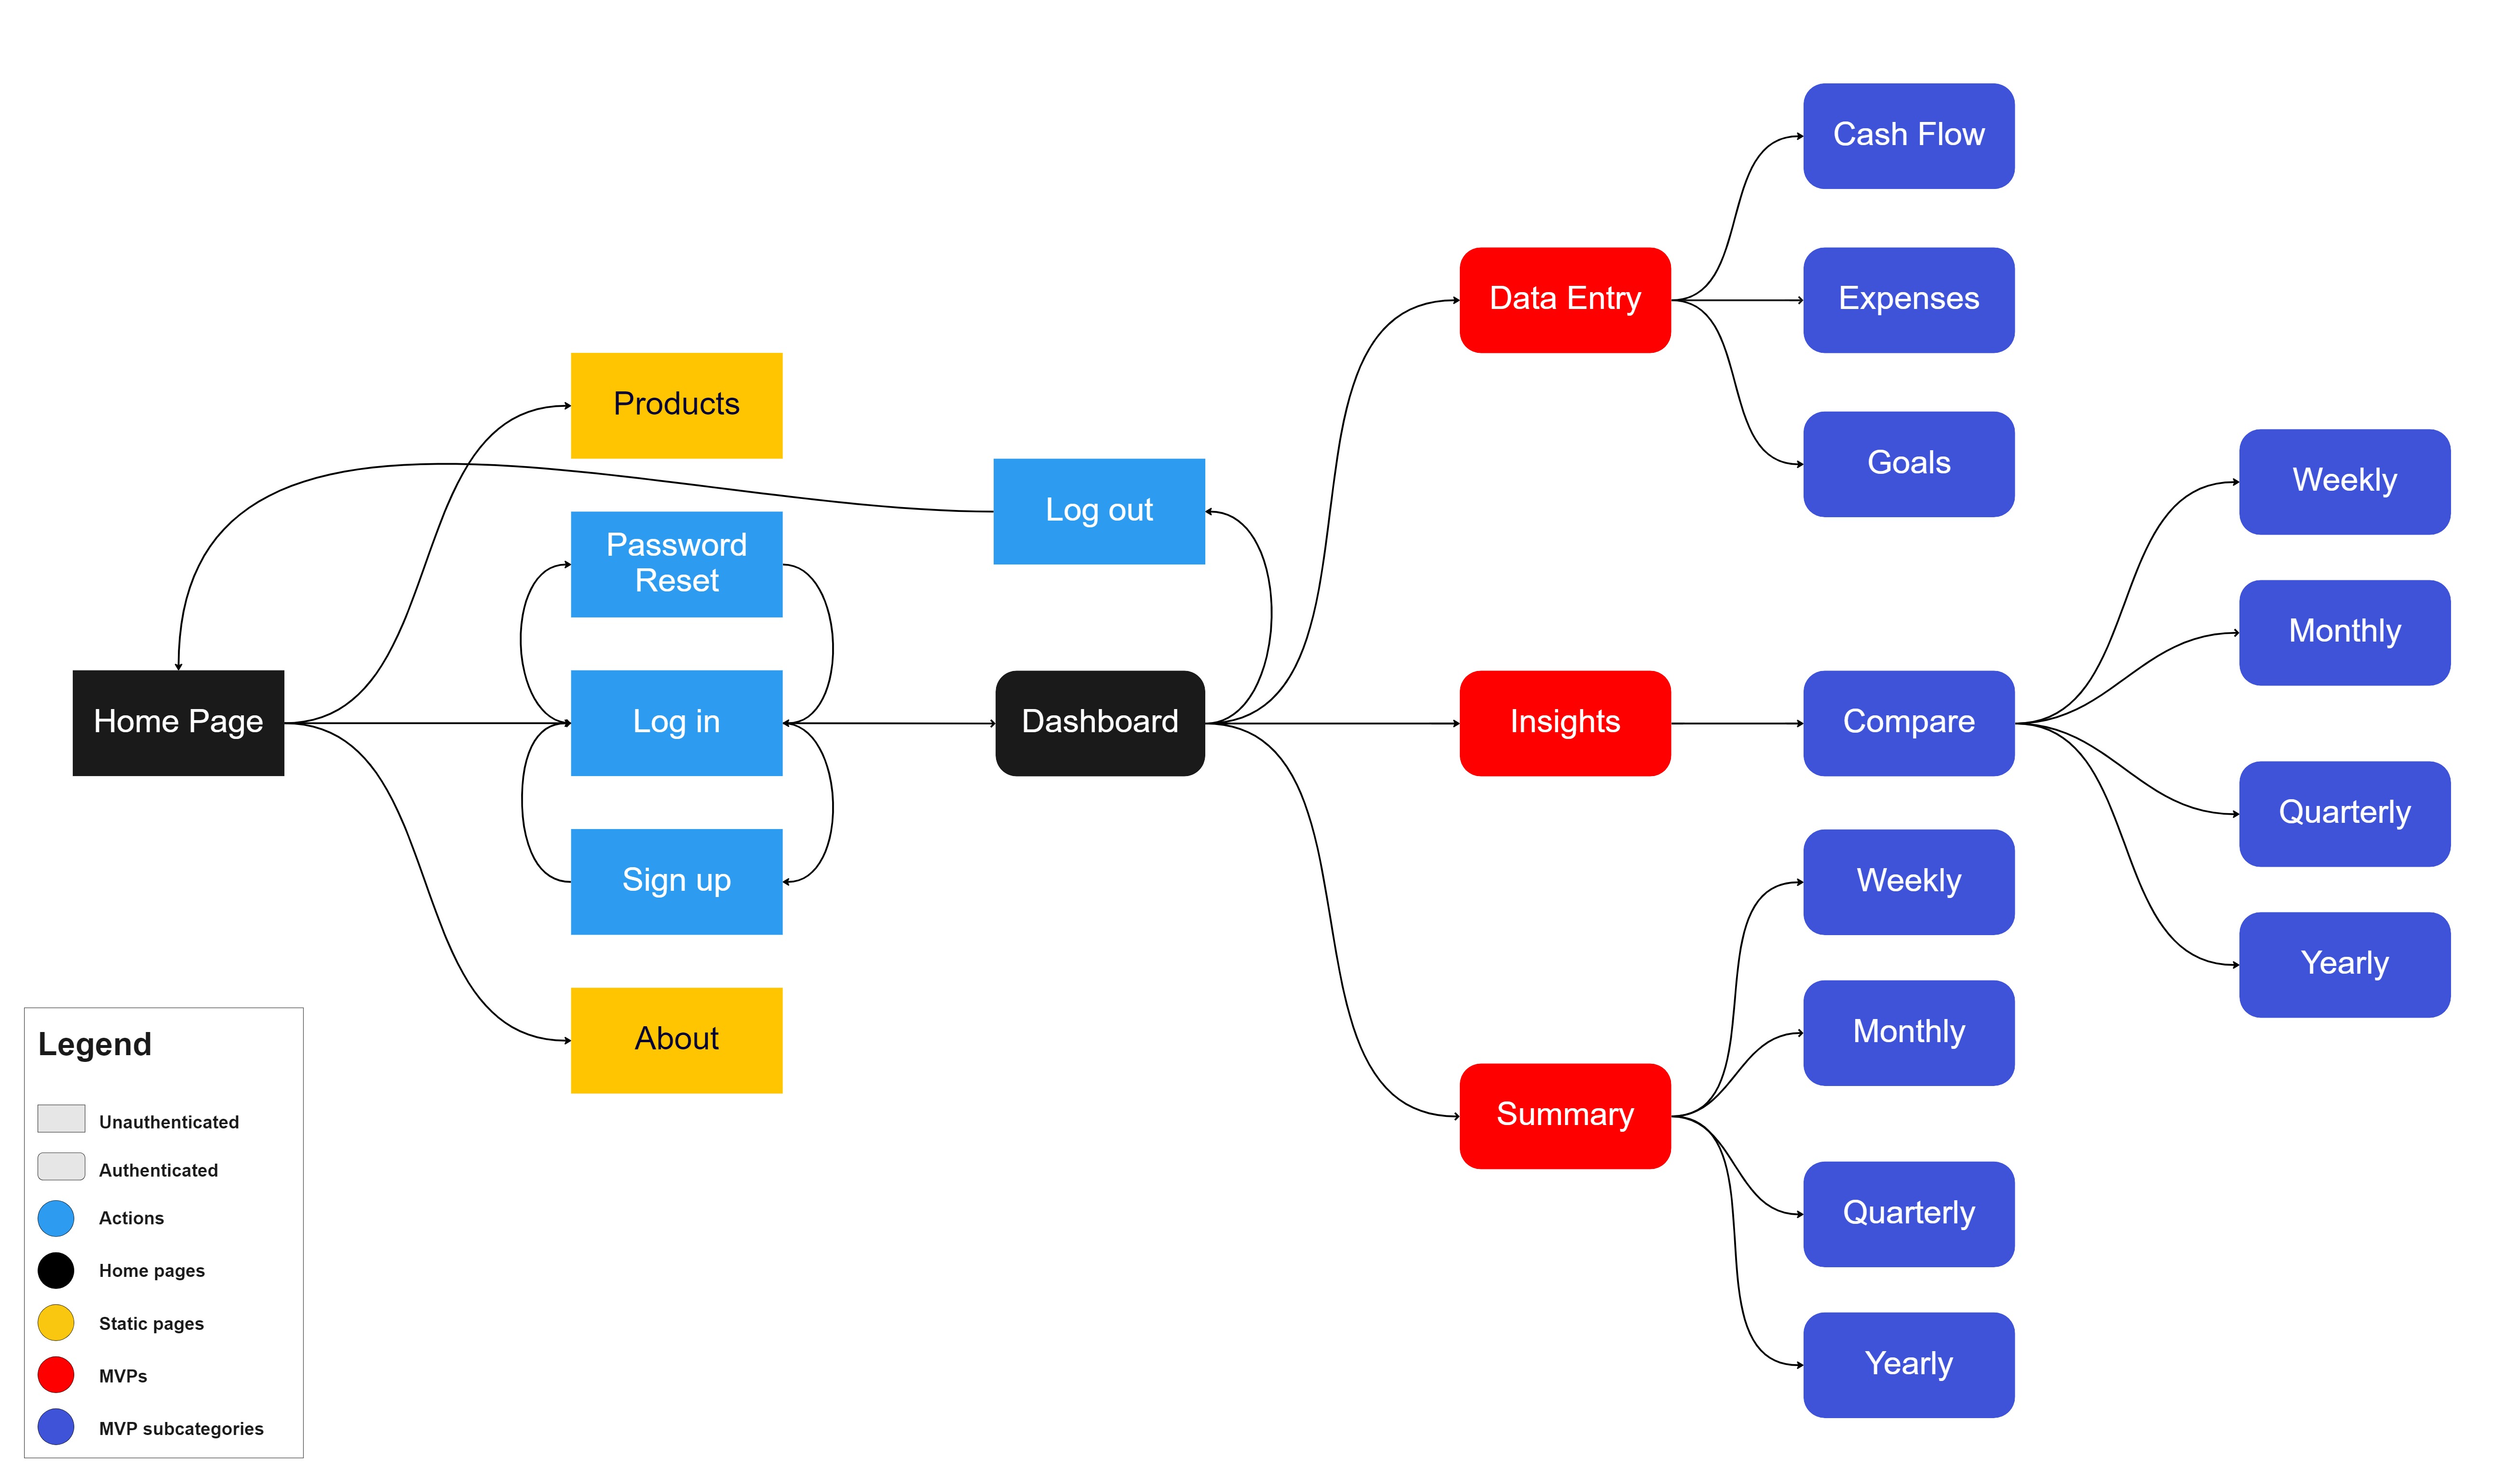 Cash Flow
Data Entry
Expenses
Products
Goals
Weekly
Log out
Password
Reset
Monthly
Home Page
Log in
Dashboard
Insights
Compare
Quarterly
Sign up
Weekly
Yearly
About
Monthly
Summary
Quarterly
Yearly
Legend
Unauthenticated
Authenticated
Actions
Home pages
Static pages
MVPs
MVP subcategories